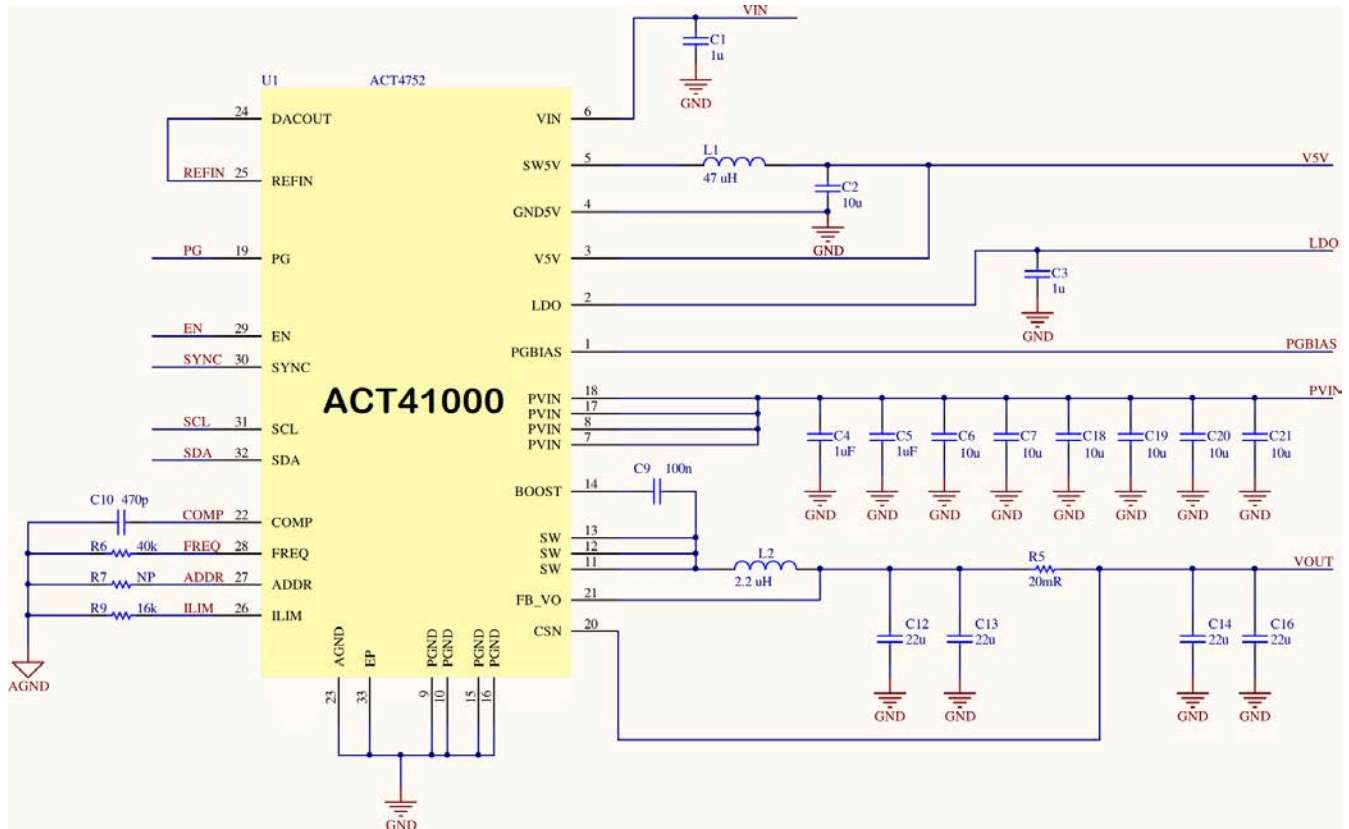 VIN
C1
1u
GND
U1
ACT4752
24
DACOUT
REFIN
25
REFIN
PG
19
PG
EN
29
EN
SYNC
30
SYNC
SCL
31
SCL
SDA
32
SDA
C10 470p
COMP
22
COMP
R6
40k
FREQ
28
FREQ
R7
NP
ADDR
27
ADDR
R9
16k
ILIM
26
ILIM
AGND
ACT41000
VIN
6
SW5V
5
L1
47 uH
V5V
C2
10u
GND5V
4
GND
V5V
3
LDO
LDO
2
C3
1u
GND
PGBIAS
1
PGBIAS
PVIN
18
PVIN
17
PVIN
8
PVIN
7
PVIN
C4
1uF
C5
1uF
C6
10u
C7
10u
C18
10u
C19
10u
C20
10u
C21
10u
GND
GND
GND
GND
GND
GND
GND
GND
BOOST
14
C9 100n
SW
13
SW
12
SW
11
L2
2.2 uH
R5
20mR
VOUT
FB_VO
21
CSN
20
C12
22u
C13
22u
C14
22u
C16
22u
GND
GND
GND
GND
AGND
EP
PGND
PGND
PGND
PGND
23
33
9
10
15
16
GND